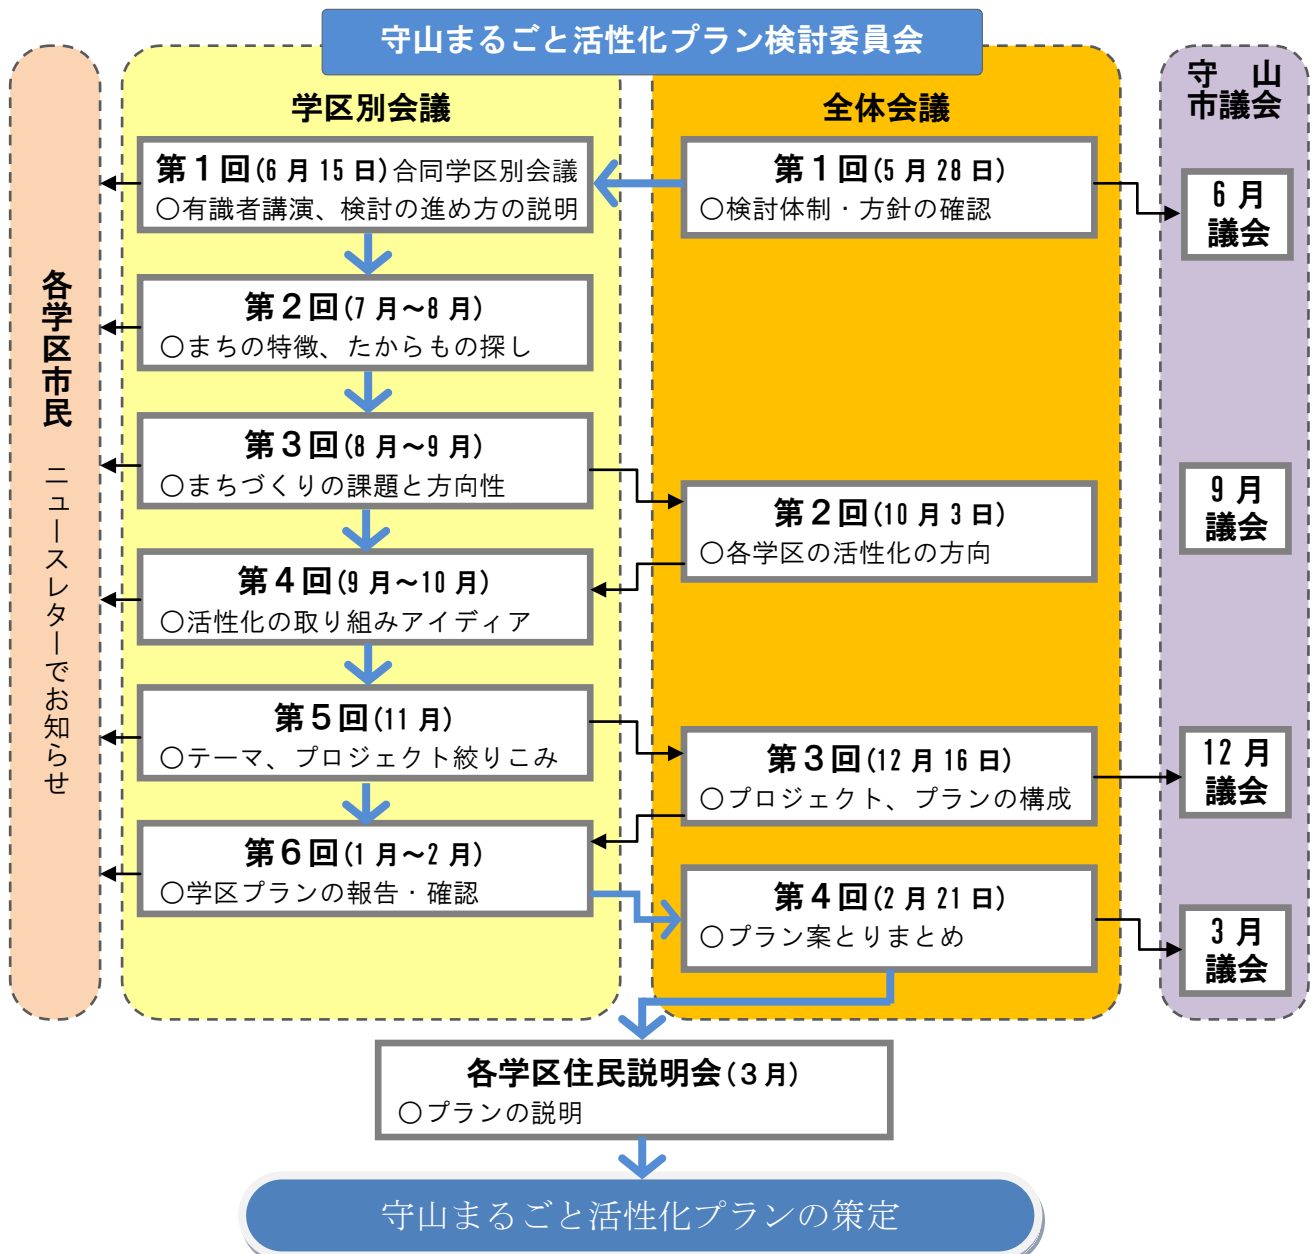 守山まるごと活性化プラン検討委員会
学区別会議
第1回(6月15日)合同学区別会議
○有識者講演、検討の進め方の説明
第2回(7月~8月)
○まちの特徴、たからもの探し
第3回(8月~9月)
○まちづくりの課題と方向性
第4回(9月~10月)
○活性化の取り組みアイディア
第5回(11月)
○テーマ、プロジェクト絞りこみ
第6回(1月~2月)
○学区プランの報告・確認
全体会議
第1回(5月28日)
○検討体制・方針の確認
第2回(10月3日)
○各学区の活性化の方向
第3回(12月16日)
○プロジェクト、プランの構成
第4回(2月21日)
○プラン案とりまとめ
守 山
市議会
6月
議会
9月
議会
12月
議会
3月
議会
各学区市民 ニュースレターでお知らせ
各学区住民説明会(3月)
○プランの説明
守山まるごと活性化プランの策定